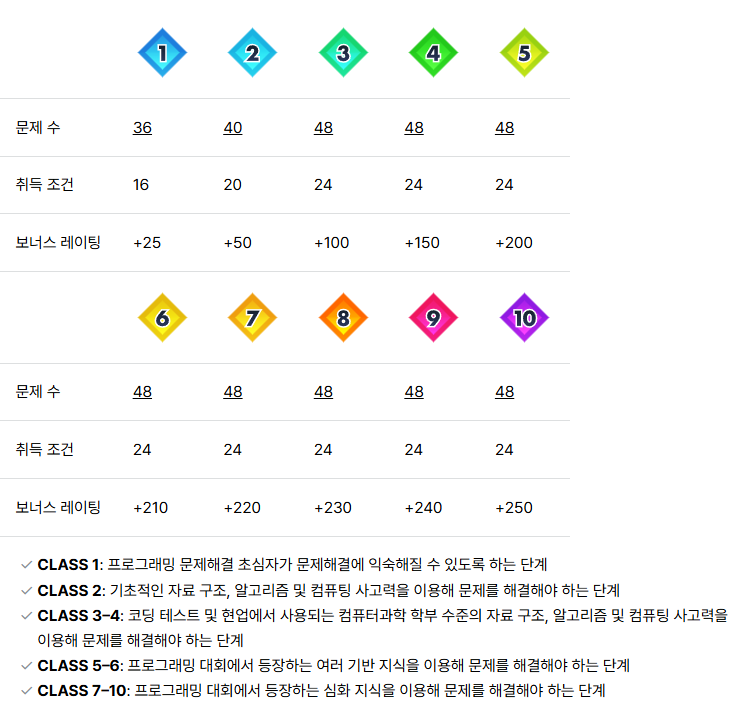 1 2 3 4 5
문제 수 36 40 48 48 48
취득 조건 16 20 24 24 24
보너스 레이팅 +25 +50 +100 +150 +200
6 7 8 9 10
문제 수 48 48 48 48 48
취득 조건 24 24 24 24 24
보너스 레이팅 +210 +220 +230 +240 +250
CLASS 1: 프로그래밍 문제해결 초심자가 문제해결에 익숙해질 수 있도록 하는 단계
CLASS 2: 기초적인 자료 구조, 알고리즘 및 컴퓨팅 사고력을 이용해 문제를 해결해야 하는 단계
CLASS 3–4: 코딩 테스트 및 현업에서 사용되는 컴퓨터과학 학부 수준의 자료 구조, 알고리즘 및 컴퓨팅 사고력을
이용해 문제를 해결해야 하는 단계
CLASS 5–6: 프로그래밍 대회에서 등장하는 여러 기반 지식을 이용해 문제를 해결해야 하는 단계
CLASS 7–10: 프로그래밍 대회에서 등장하는 심화 지식을 이용해 문제를 해결해야 하는 단계